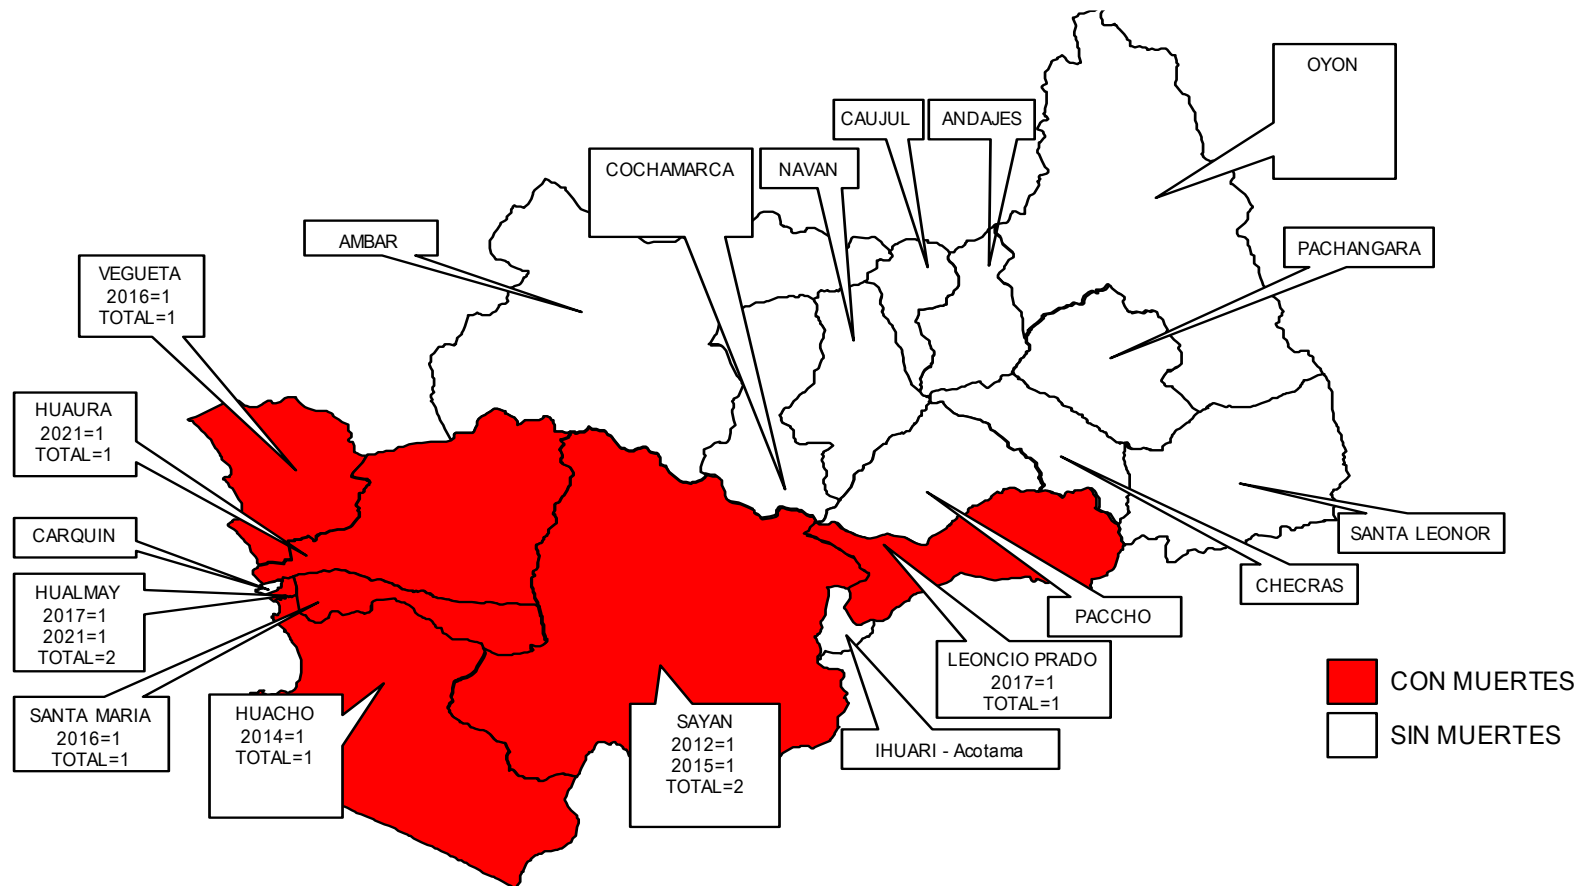 OYON
CAUJUL
ANDAJES
COCHAMARCA
NAVAN
AMBAR
PACHANGARA
VEGUETA
2016=1
TOTAL=1
HUAURA
2021=1
TOTAL=1
CARQUIN
SANTA LEONOR
HUALMAY
2017=1
2021=1
TOTAL=2
CHECRAS
PACCHO
LEONCIO PRADO
2017=1
TOTAL=1
SANTA MARIA
2016=1
TOTAL=1
HUACHO
2014=1
TOTAL=1
SAYAN
2012=1
2015=1
TOTAL=2
IHUARI - Acotama
CON MUERTES
SIN MUERTES